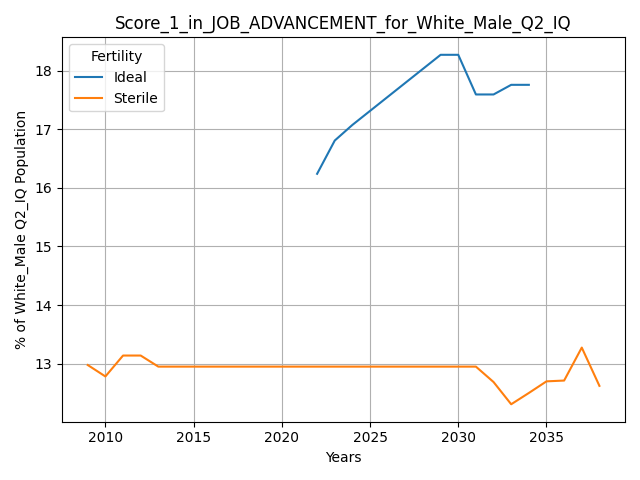 Score_1_in_JOB_ADVANCEMENT_for_White_Male_Q2_IQ
Fertility
Ideal
Sterile
% of White_Male Q2_IQ Population
18
17
16
15
14
13
2010 2015 2020 2025 2030 2035
Years